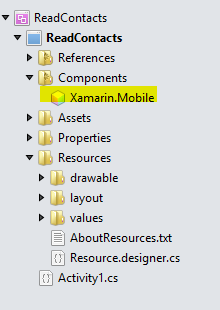 ReadContacts
ReadContacts
References
Components
Xamarin.Mobile
Assets
Properties
Resources
drawable
layout
values
AboutResources.txt
Resource.designer.cs
Activity1.cs